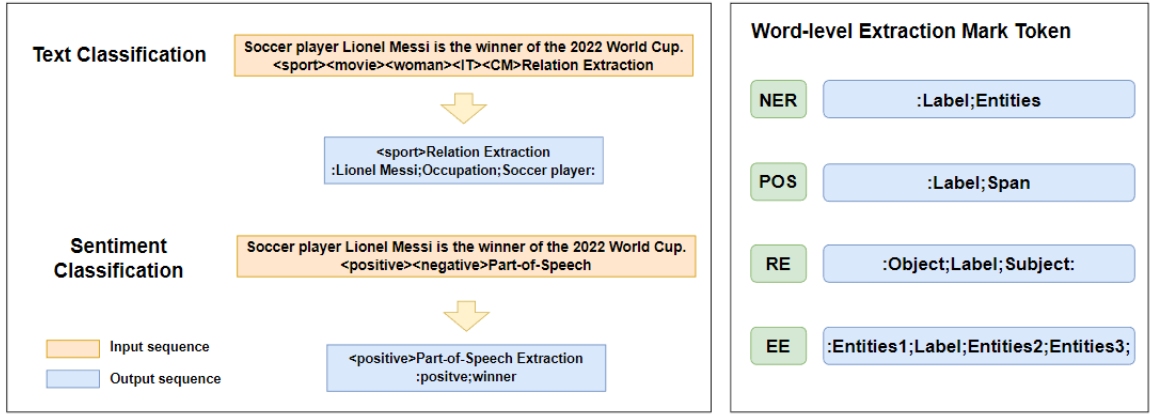 Text Classification
Soccer player Lionel Messi is the winner of the 2022 World Cup.
<sport><movie><woman><IT><CM>Relation Extraction
<sport>Relation Extraction
:Lionel Messi;Occupation;Soccer player:
Sentiment
Classification
Soccer player Lionel Messi is the winner of the 2022 World Cup.
<positive><negative>Part-of-Speech
<positive>Part-of-Speech Extraction
:positve;winner
Input sequence
Output sequence
Word-level Extraction Mark Token
NER
:Label;Entities
POS
:Label;Span
RE
:Object;Label;Subject:
EE
:Entities1;Label;Entities2;Entities3;